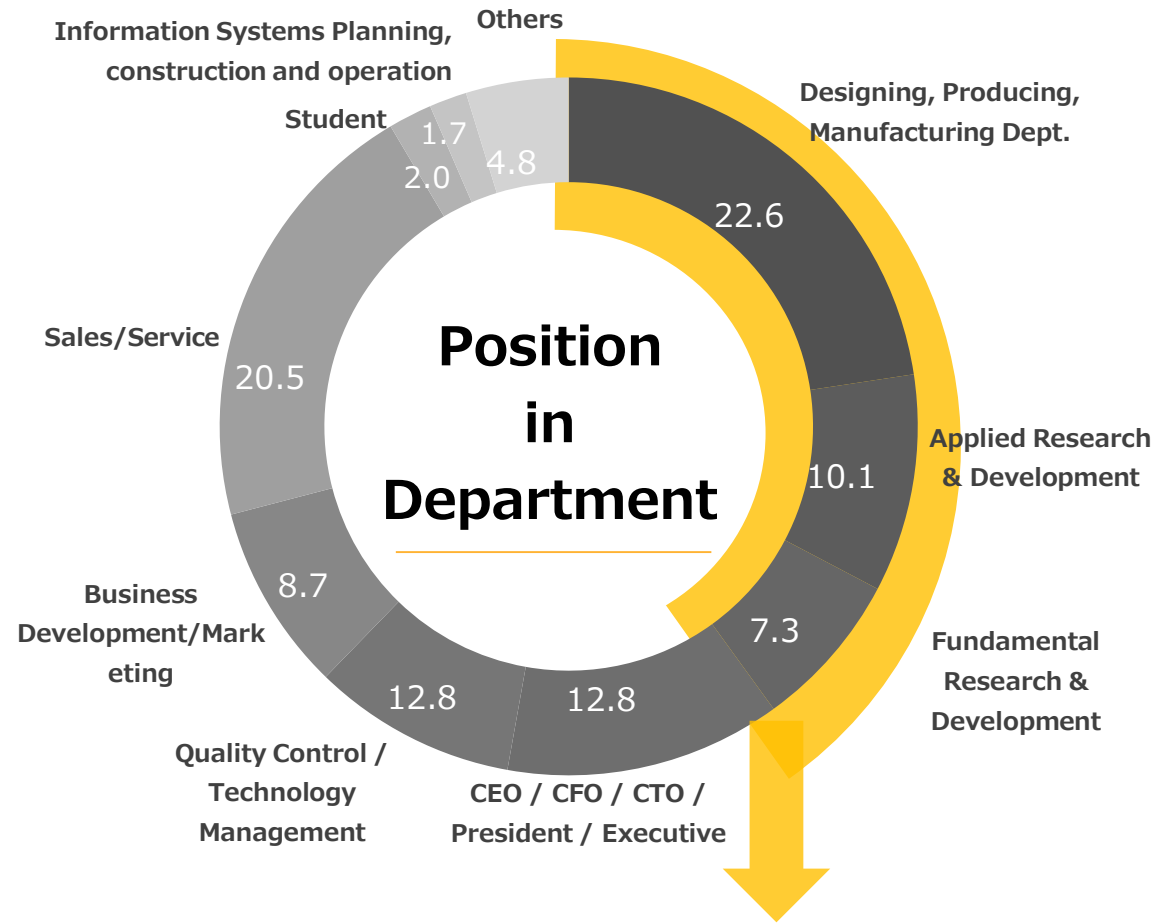 Others
Information Systems Planning,
construction and operation
Student
Designing, Producing,
Manufacturing Dept.
1.7
2.0
4.8
22.6
Sales/Service
20.5
Position
in
Department
Applied Research
& Development
10.1
8.7
7.3
Business
Development/Mark
eting
Fundamental
Research &
Development
12.8
12.8
Quality Control /
Technology
Management
CEO / CFO / CTO /
President / Executive